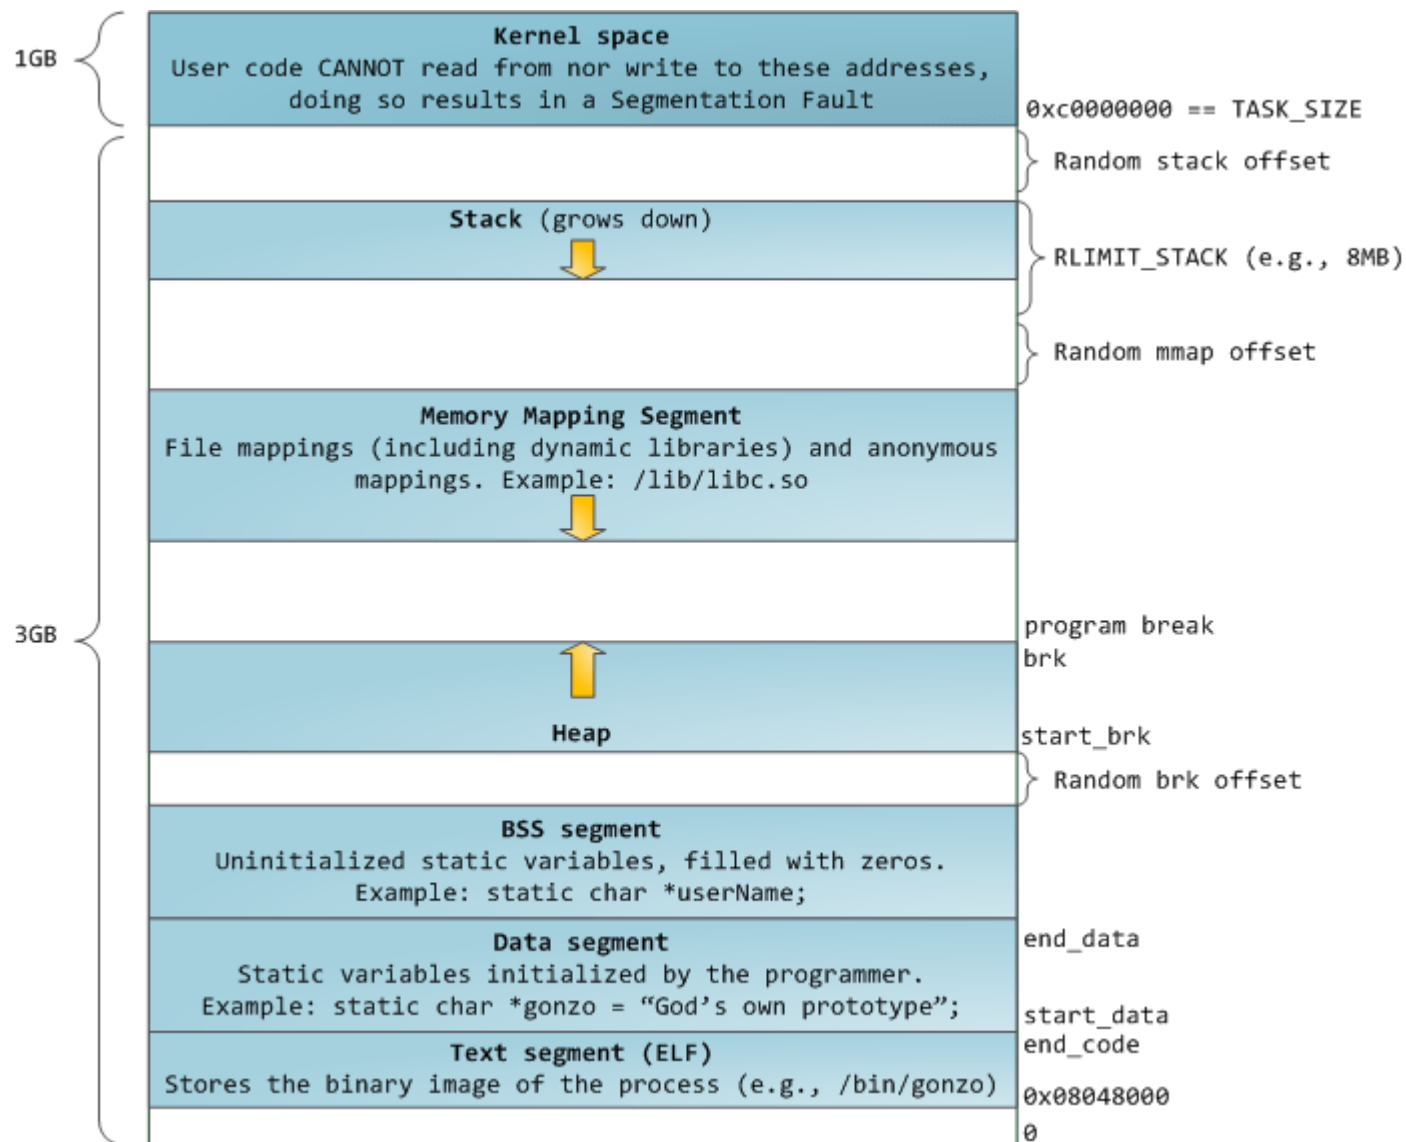 Kernel space
1GB
User code CANNOT read from nor write to these addresses,
doing so results in a Segmentation Fault
0xc0000000 == TASK_SIZE
Random stack offset
Stack (grows down)
RLIMIT_STACK (e.g., 8MB)
Random mmap offset
Memory Mapping Segment
File mappings (including dynamic libraries) and anonymous
mappings. Example: /lib/libc.so
3GB
program break
brk
Heap
start_brk
Random brk offset
BSS segment
Uninitialized static variables, filled with zeros.
Example: static char *userName;
Data segment
end_data
Static variables initialized by the programmer.
Example: static char *gonzo = “God’s own prototype”;
start_data
end_code
Text segment (ELF)
Stores the binary image of the process (e.g., /bin/gonzo)
0x08048000
0